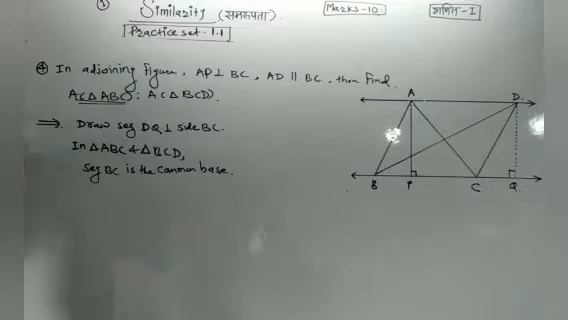 ① Similarity (समरूपता). Marks-10. गणित-I
Practice set-1.1
④ In adjoining figure, AP ⊥ BC, AD || BC, then find
A(△ABC) : A(△BCD).
⇒ Draw seg DQ ⊥ side BC.
In △ABC & △BCD,
seg BC is the common base.
A D
B P C Q